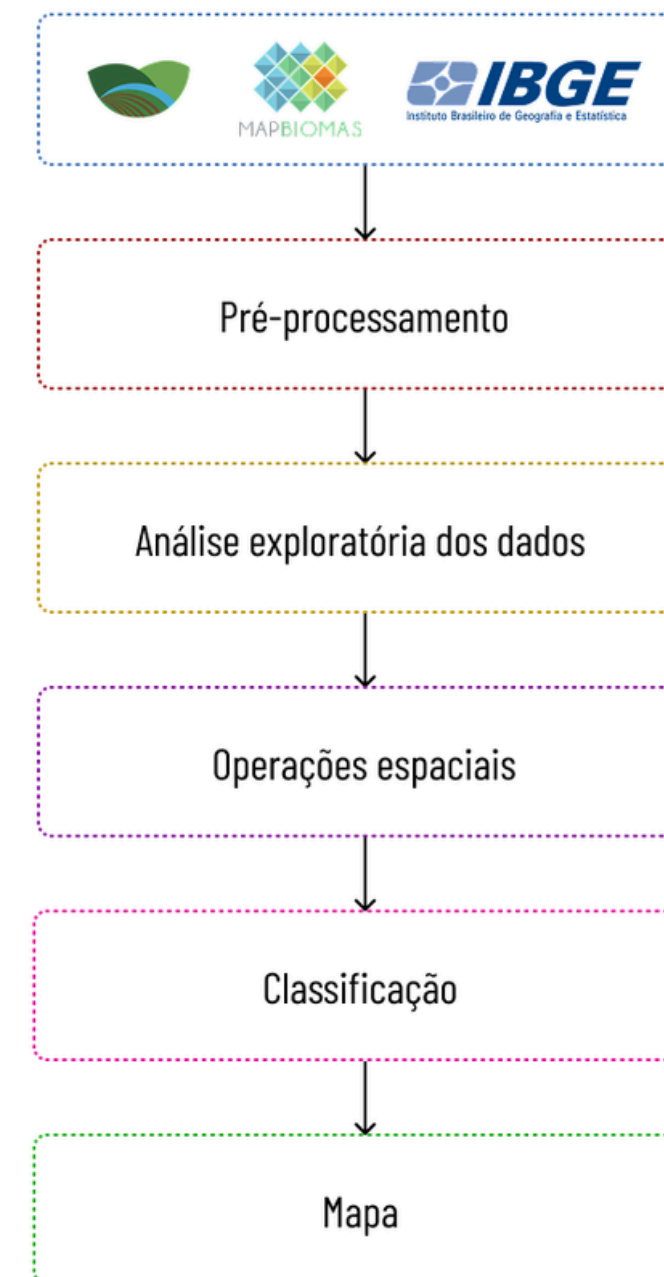 MAPBIOMAS
IBGE
Instituto Brasileiro de Geografia e Estatística
Pré-processamento
Análise exploratória dos dados
Operações espaciais
Classificação
Mapa